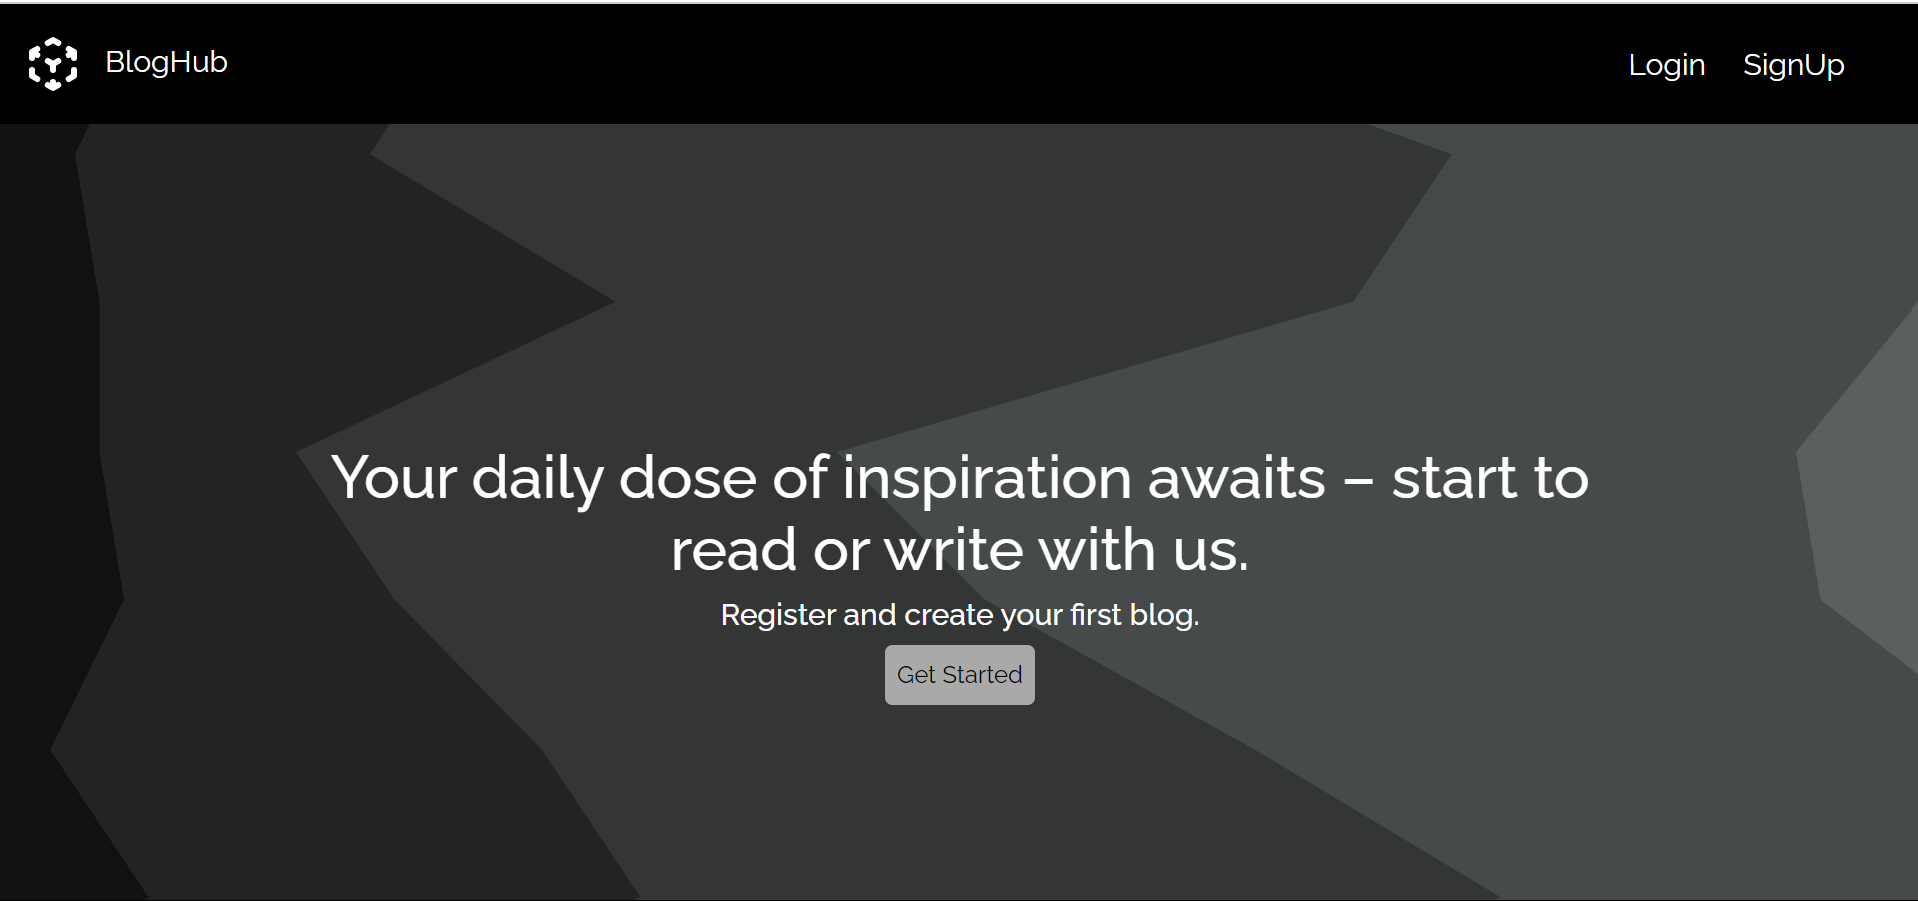 BlogHub
Login SignUp
Your daily dose of inspiration awaits – start to
read or write with us.
Register and create your first blog.
Get Started